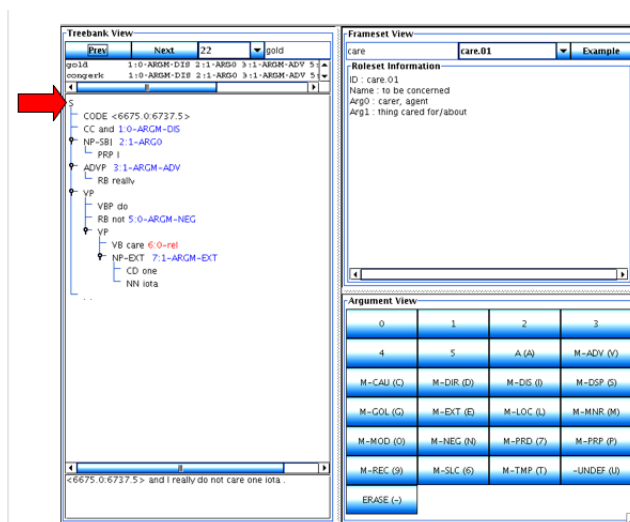 Treebank View
Prev Next 22 gold
gold 1:0-ARGM-DIS 2:1-ARG0 3:1-ARGM-ADV 5:
congerk 1:0-ARGM-DIS 2:1-ARG0 3:1-ARGM-ADV 5:
S
CODE <6675.0:6737.5>
CC and 1:0-ARGM-DIS
NP-SBJ 2:1-ARG0
PRP I
ADVP 3:1-ARGM-ADV
RB really
VP
VBP do
RB not 5:0-ARGM-NEG
VP
VB care 6:0-rel
NP-EXT 7:1-ARGM-EXT
CD one
NN iota
. .
<6675.0:6737.5> and I really do not care one iota .
Frameset View
care care.01 Example
Roleset Information
ID : care.01
Name : to be concerned
Arg0 : carer, agent
Arg1 : thing cared for/about
Argument View
0 1 2 3
4 5 A (A) M-ADV (V)
M-CAU (C) M-DIR (D) M-DIS (I) M-DSP (S)
M-GOL (G) M-EXT (E) M-LOC (L) M-MNR (M)
M-MOD (O) M-NEG (N) M-PRD (7) M-PRP (P)
M-REC (9) M-SLC (6) M-TMP (T) -UNDEF (U)
ERASE (-)